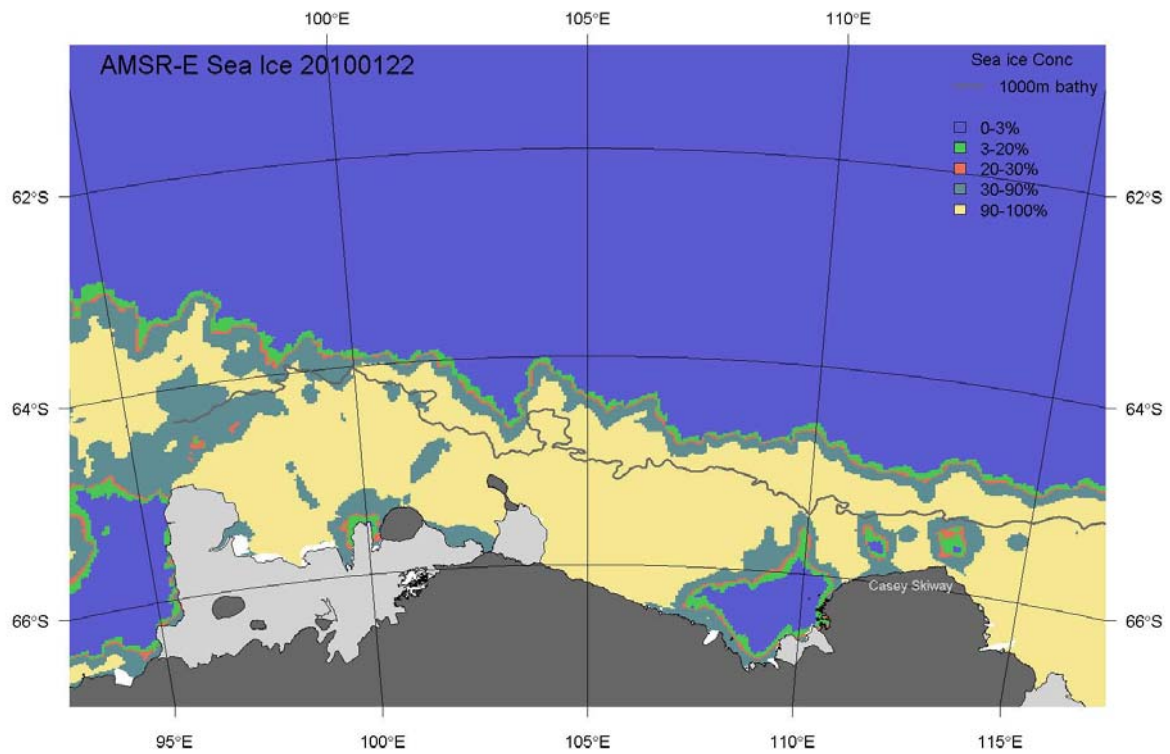 100°E 105°E 110°E
AMSR-E Sea Ice 20100122
Sea ice Conc
1000m bathy
0-3%
3-20%
20-30%
30-90%
90-100%
62°S 62°S
64°S 64°S
Casey Skiway
66°S 66°S
95°E 100°E 105°E 110°E 115°E